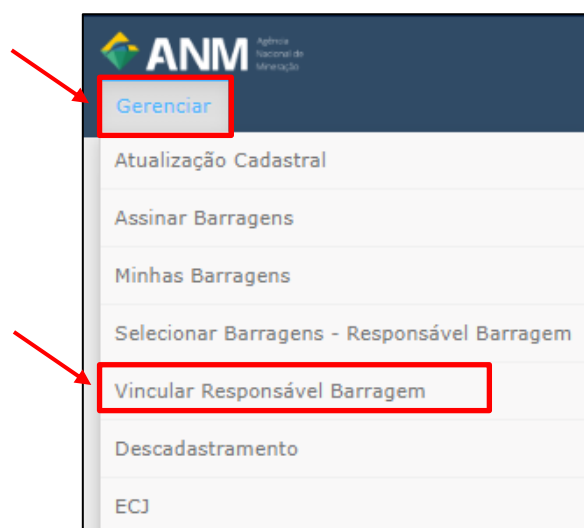 ANM
Agência
Nacional de
Mineração
Gerenciar
Atualização Cadastral
Assinar Barragens
Minhas Barragens
Selecionar Barragens - Responsável Barragem
Vincular Responsável Barragem
Descadastramento
ECJ